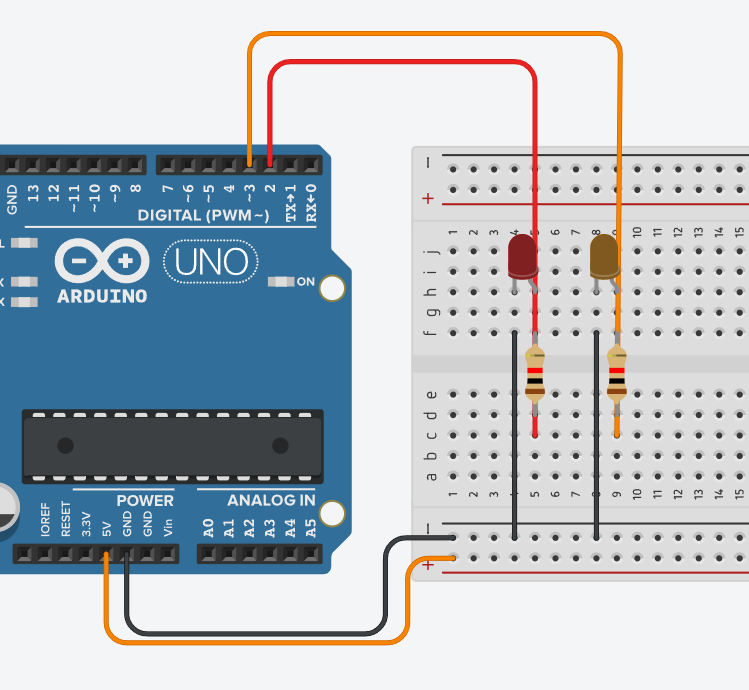 GND 13 12 ~11 ~10 ~9 8 7 ~6 ~5 4 ~3 2 TX→1 RX←0
DIGITAL (PWM~)
UNO
ARDUINO
ON
F
X
X
IOREF RESET 3.3V 5V GND GND Vin
POWER
ANALOG IN
A0 A1 A2 A3 A4 A5
−
+
1 2 3 4 5 6 7 8 9 10 11 12 13 14 15
j
i
h
g
f
e
d
c
b
a
1 2 3 4 5 6 7 8 9 10 11 12 13 14 15
−
+